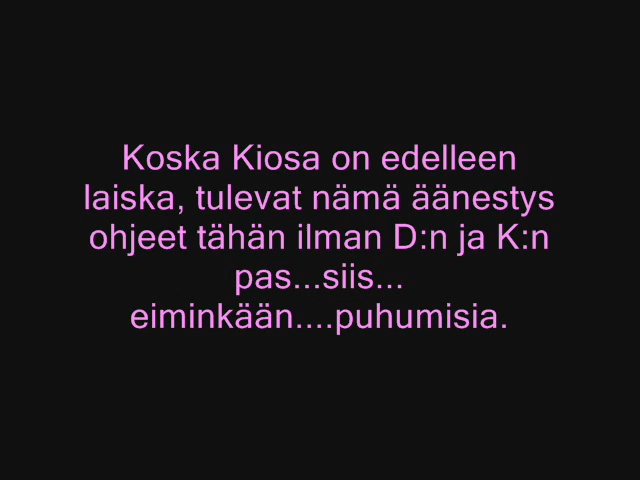 Koska Kiosa on edelleen
laiska, tulevat nämä äänestys
ohjeet tähän ilman D:n ja K:n
pas...siis...
eiminkään....puhumisia.